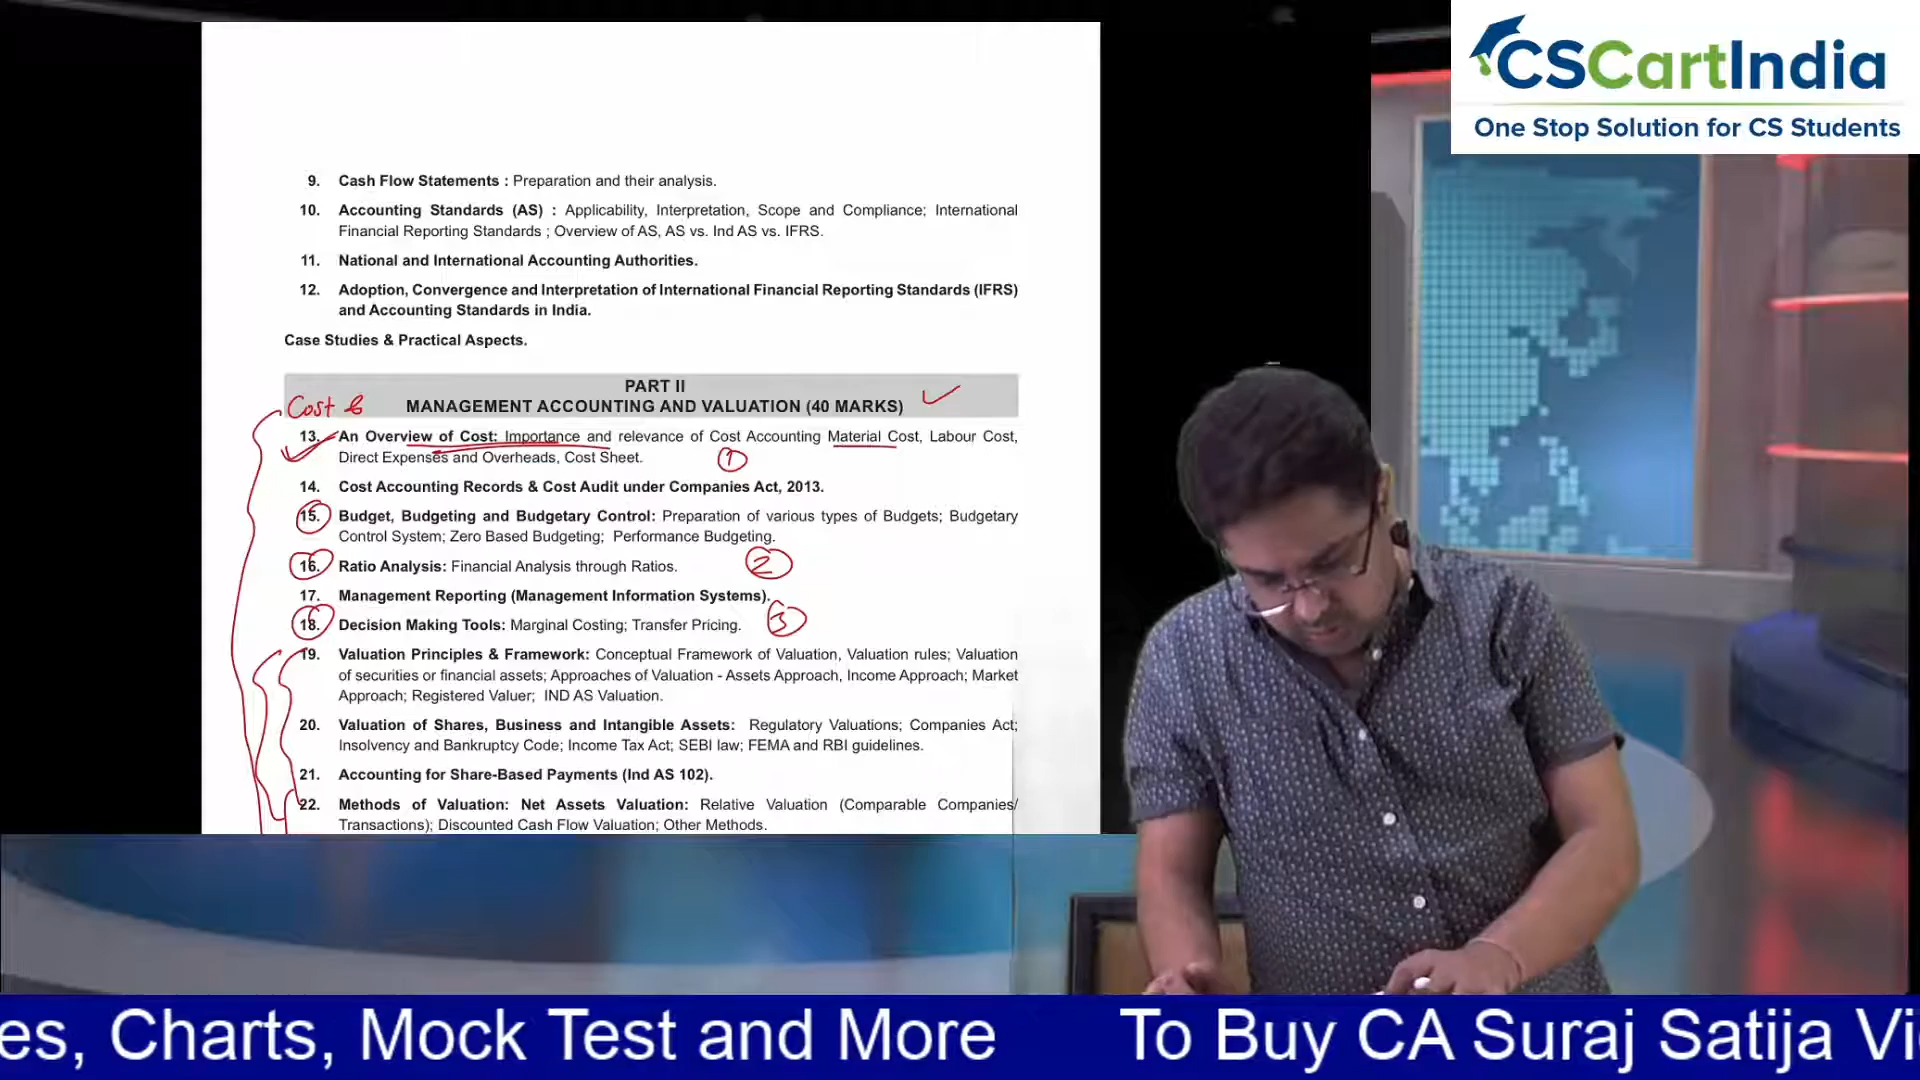 CSCartIndia
One Stop Solution for CS Students
9. Cash Flow Statements : Preparation and their analysis.
10. Accounting Standards (AS) : Applicability, Interpretation, Scope and Compliance; International
Financial Reporting Standards ; Overview of AS, AS vs. Ind AS vs. IFRS.
11. National and International Accounting Authorities.
12. Adoption, Convergence and Interpretation of International Financial Reporting Standards (IFRS)
and Accounting Standards in India.
Case Studies & Practical Aspects.
PART II
Cost & MANAGEMENT ACCOUNTING AND VALUATION (40 MARKS)
13. An Overview of Cost: Importance and relevance of Cost Accounting Material Cost, Labour Cost,
Direct Expenses and Overheads, Cost Sheet. 1
14. Cost Accounting Records & Cost Audit under Companies Act, 2013.
15. Budget, Budgeting and Budgetary Control: Preparation of various types of Budgets; Budgetary
Control System; Zero Based Budgeting; Performance Budgeting.
16. Ratio Analysis: Financial Analysis through Ratios. 2
17. Management Reporting (Management Information Systems).
18. Decision Making Tools: Marginal Costing; Transfer Pricing. 3
19. Valuation Principles & Framework: Conceptual Framework of Valuation, Valuation rules; Valuation
of securities or financial assets; Approaches of Valuation - Assets Approach, Income Approach; Market
Approach; Registered Valuer; IND AS Valuation.
20. Valuation of Shares, Business and Intangible Assets: Regulatory Valuations; Companies Act;
Insolvency and Bankruptcy Code; Income Tax Act; SEBI law; FEMA and RBI guidelines.
21. Accounting for Share-Based Payments (Ind AS 102).
22. Methods of Valuation: Net Assets Valuation: Relative Valuation (Comparable Companies/
Transactions); Discounted Cash Flow Valuation; Other Methods.
es, Charts, Mock Test and More To Buy CA Suraj Satija Vi